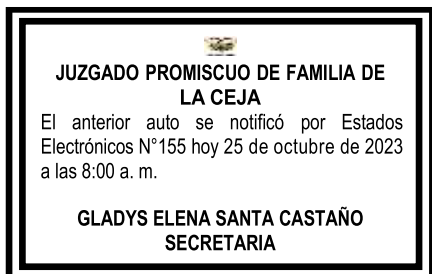 JUZGADO PROMISCUO DE FAMILIA DE
LA CEJA
El anterior auto se notificó por Estados
Electrónicos N°155 hoy 25 de octubre de 2023
a las 8:00 a. m.
GLADYS ELENA SANTA CASTAÑO
SECRETARIA